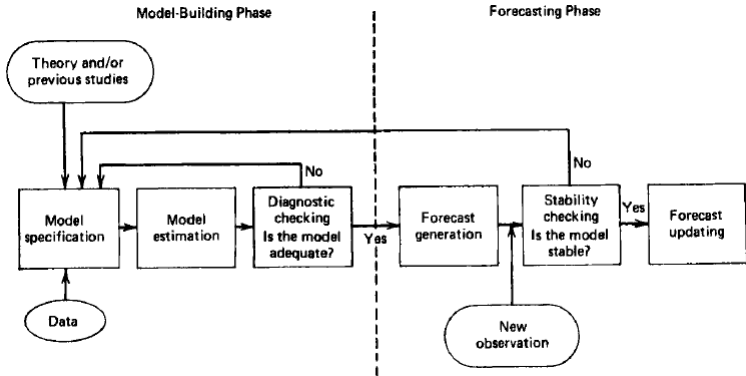 Model-Building Phase
Forecasting Phase
Theory and/or
previous studies
No
No
Model
specification
Model
estimation
Diagnostic
checking
Is the model
adequate?
Yes
Forecast
generation
Stability
checking
Is the model
stable?
Yes
Forecast
updating
Data
New
observation